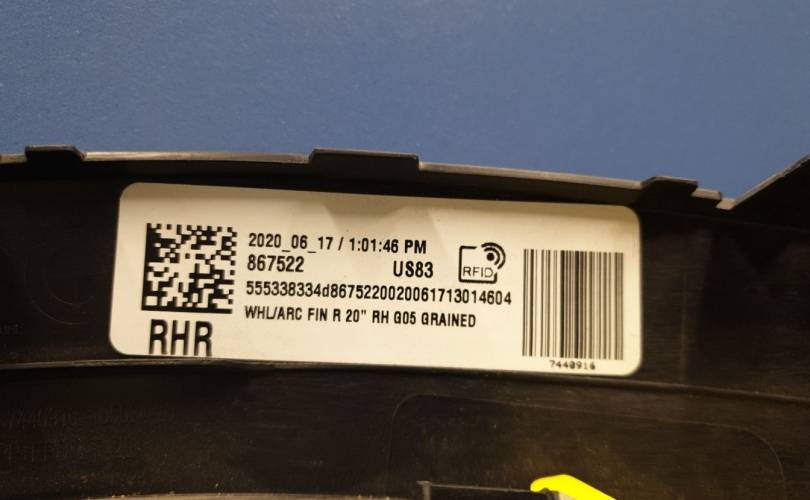 2020_06_17 / 1:01:46 PM
867522 US83
RFID
555338334d8675220020061713014604
WHL/ARC FIN R 20" RH G05 GRAINED
RHR
7440916